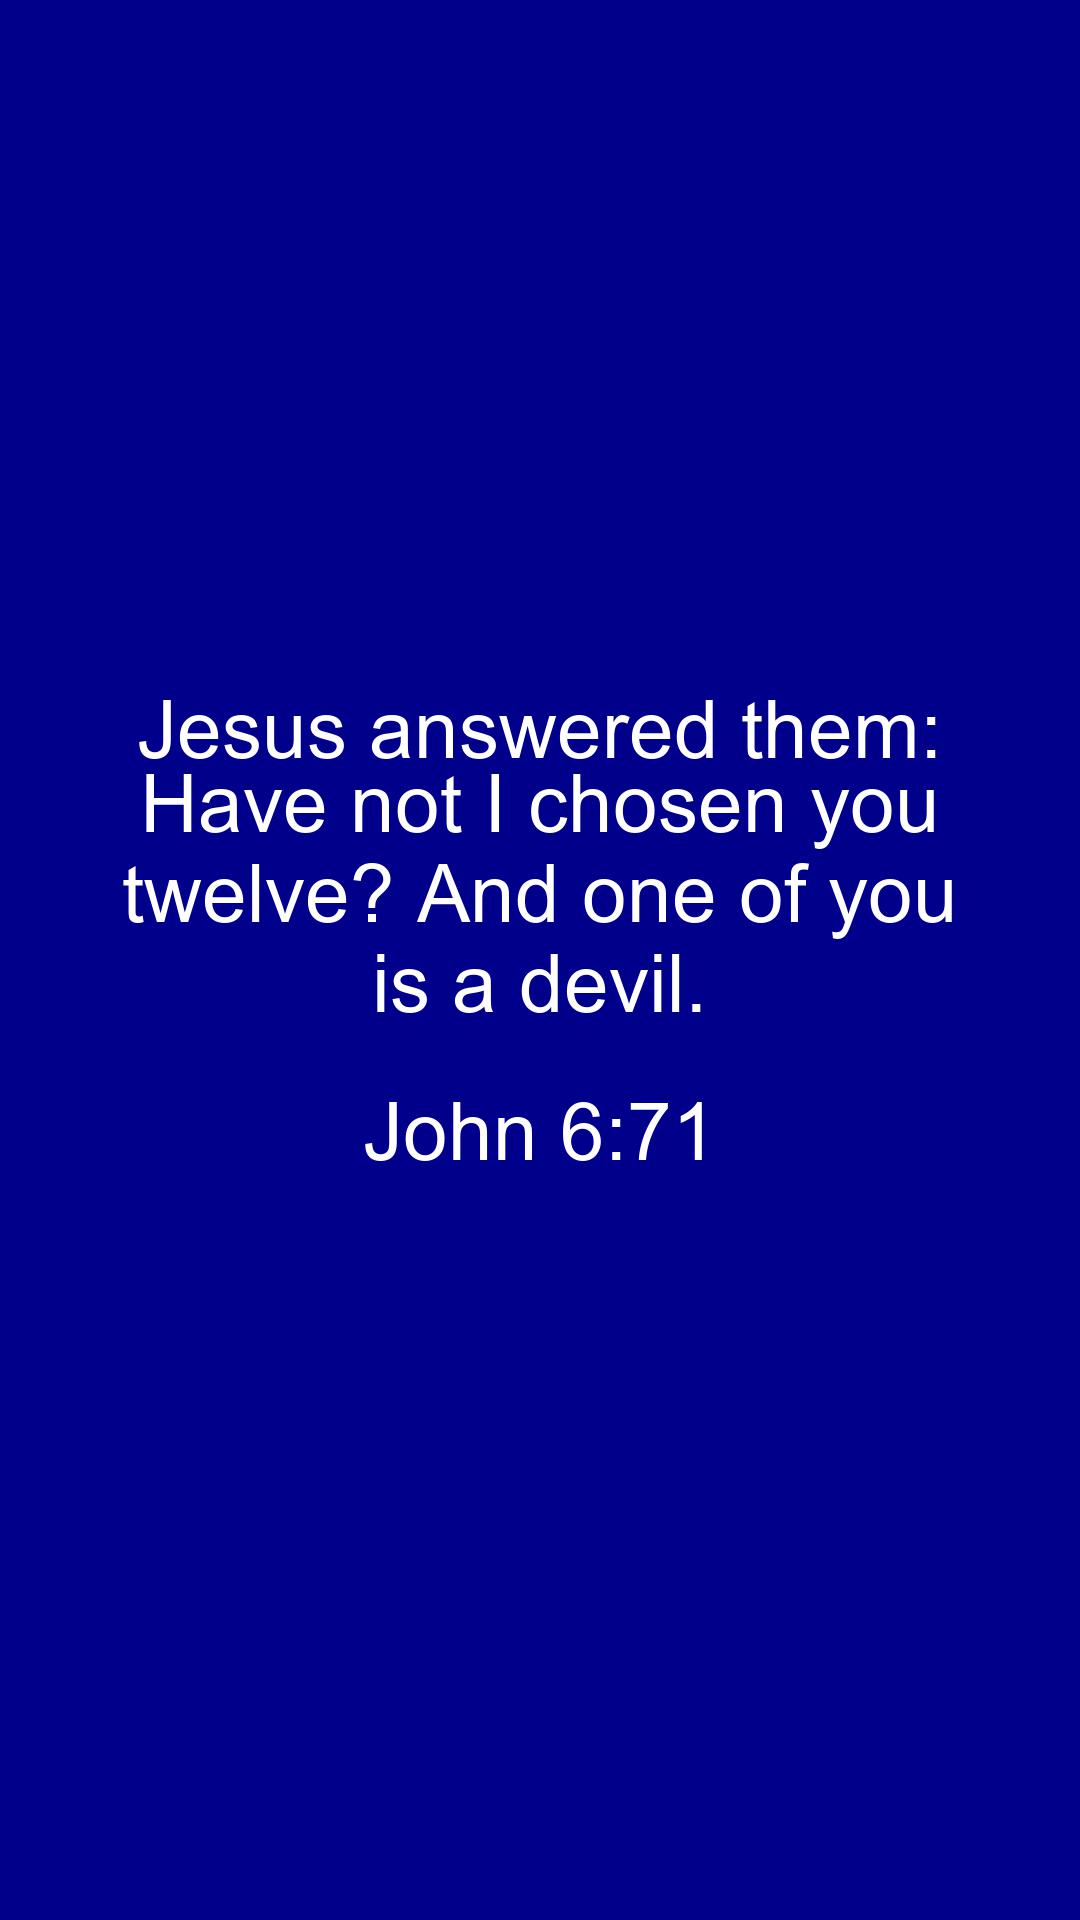 Jesus answered them:
Have not I chosen you
twelve? And one of you
is a devil.
John 6:71